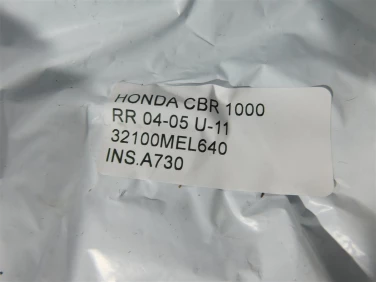 HONDA CBR 1000
RR 04-05 U-11
32100MEL640
INS.A730